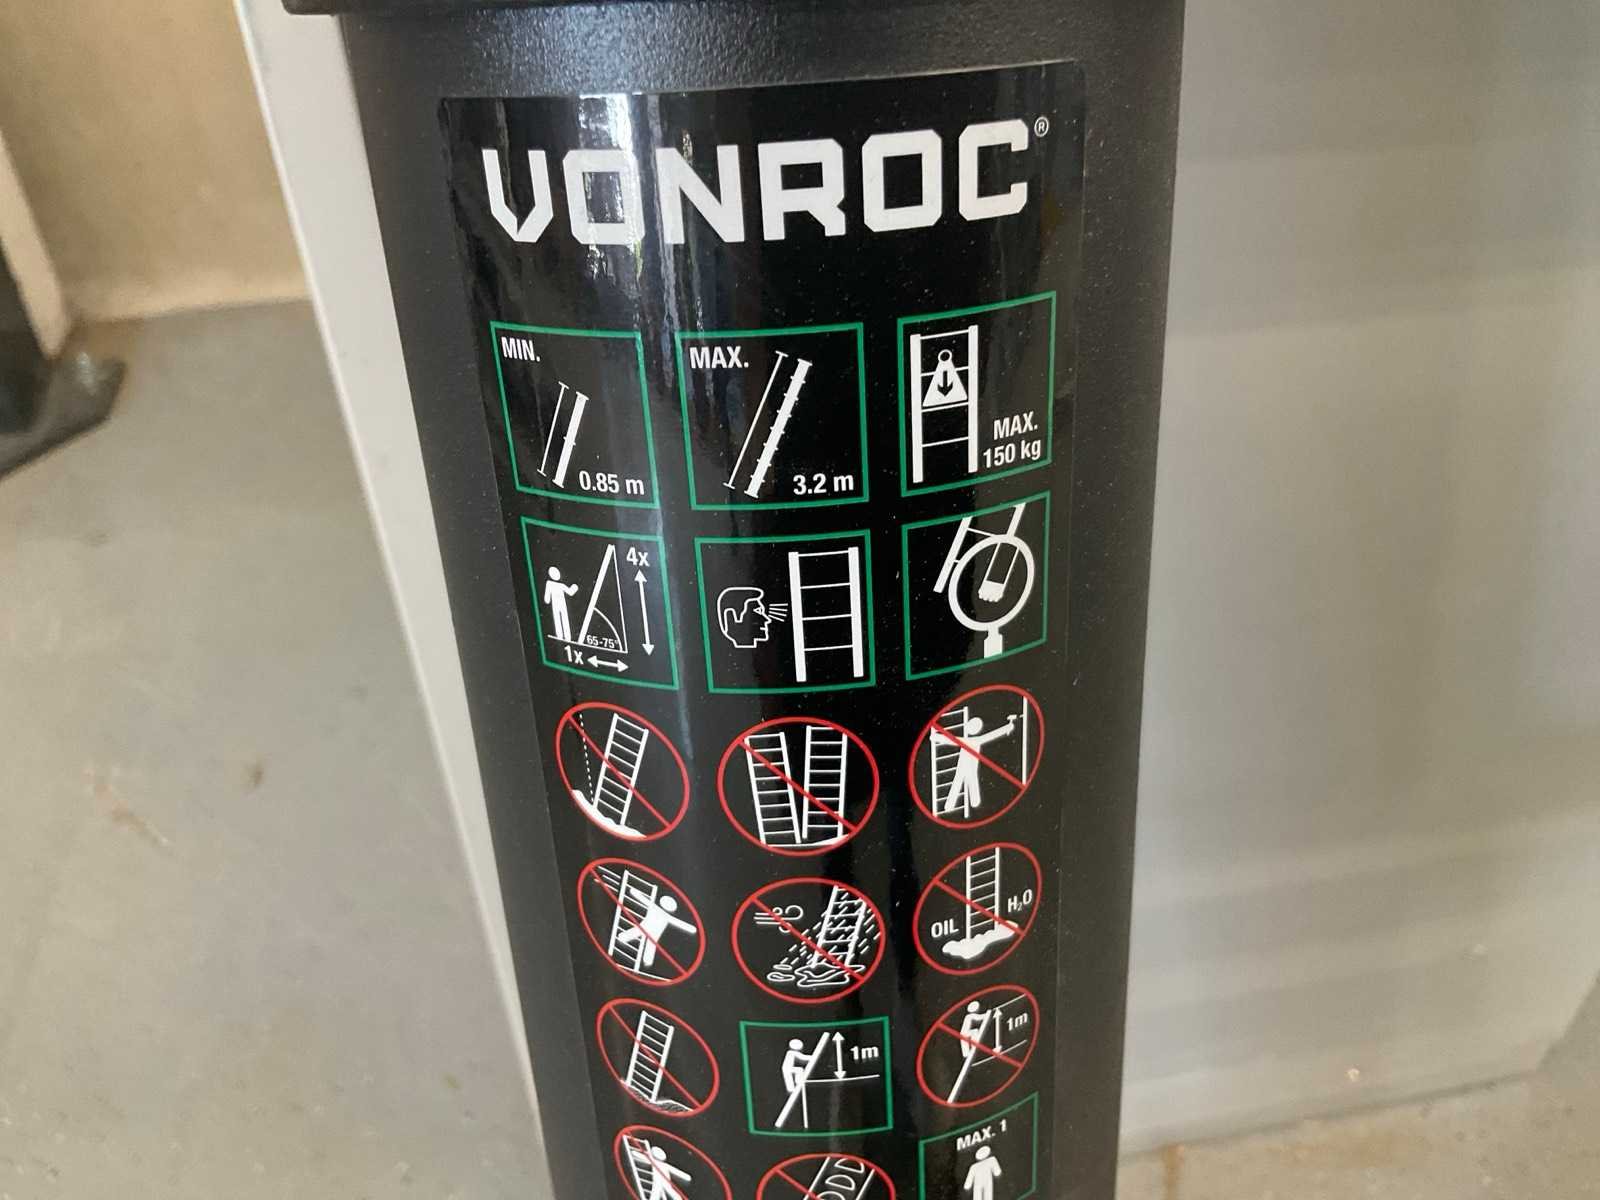 VONROC®
MIN.
0.85 m
MAX.
3.2 m
MAX.
150 kg
4x
65-75°
1x
OIL
H₂O
1m
1m
MAX. 1